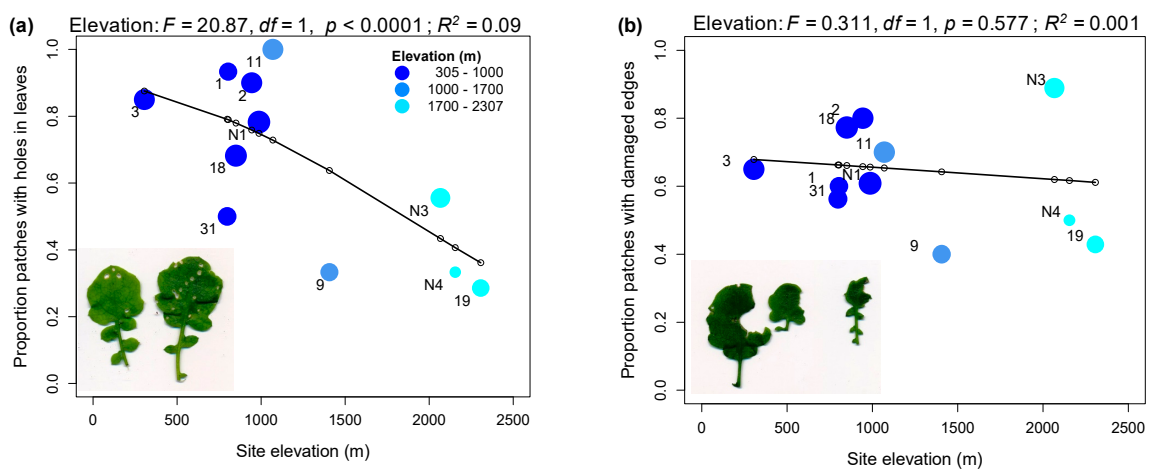 (a) Elevation: F = 20.87, df = 1, p < 0.0001 ; R² = 0.09
Proportion patches with holes in leaves
1.0
0.8
0.6
0.4
0.2
0.0
Elevation (m)
305 - 1000
1000 - 1700
1700 - 2307
11
1
2
3
N1
18
31
N3
9
N4
19
0
500
1000
1500
2000
2500
Site elevation (m)
(b) Elevation: F = 0.311, df = 1, p = 0.577 ; R² = 0.001
Proportion patches with damaged edges
1.0
0.8
0.6
0.4
0.2
0.0
N3
2
18
11
3
1
N1
31
N4
9
19
0
500
1000
1500
2000
2500
Site elevation (m)